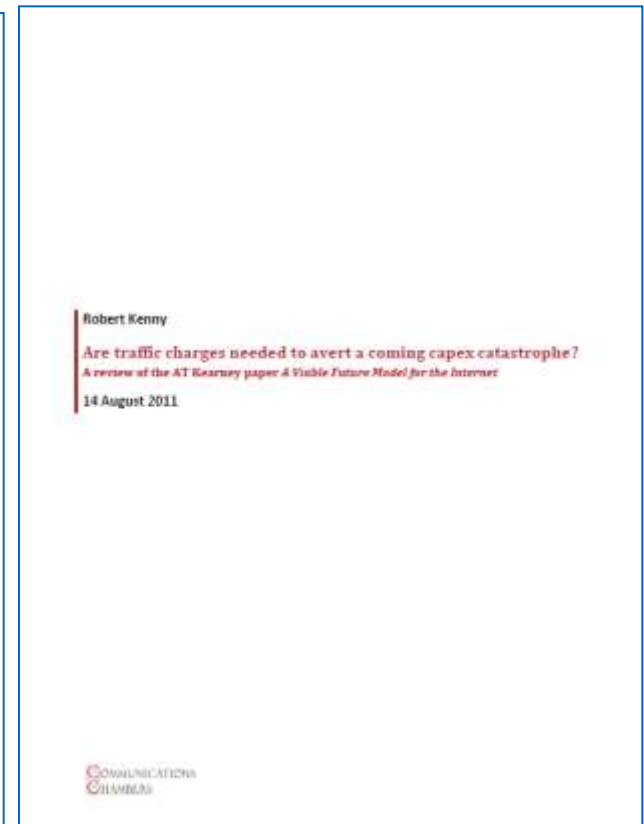 Robert Kenny
Are traffic charges needed to avert a coming capex catastrophe?
A review of the AT Kearney paper A Viable Future Model for the Internet
14 August 2011
COMMUNICATIONS
CHAMBERS